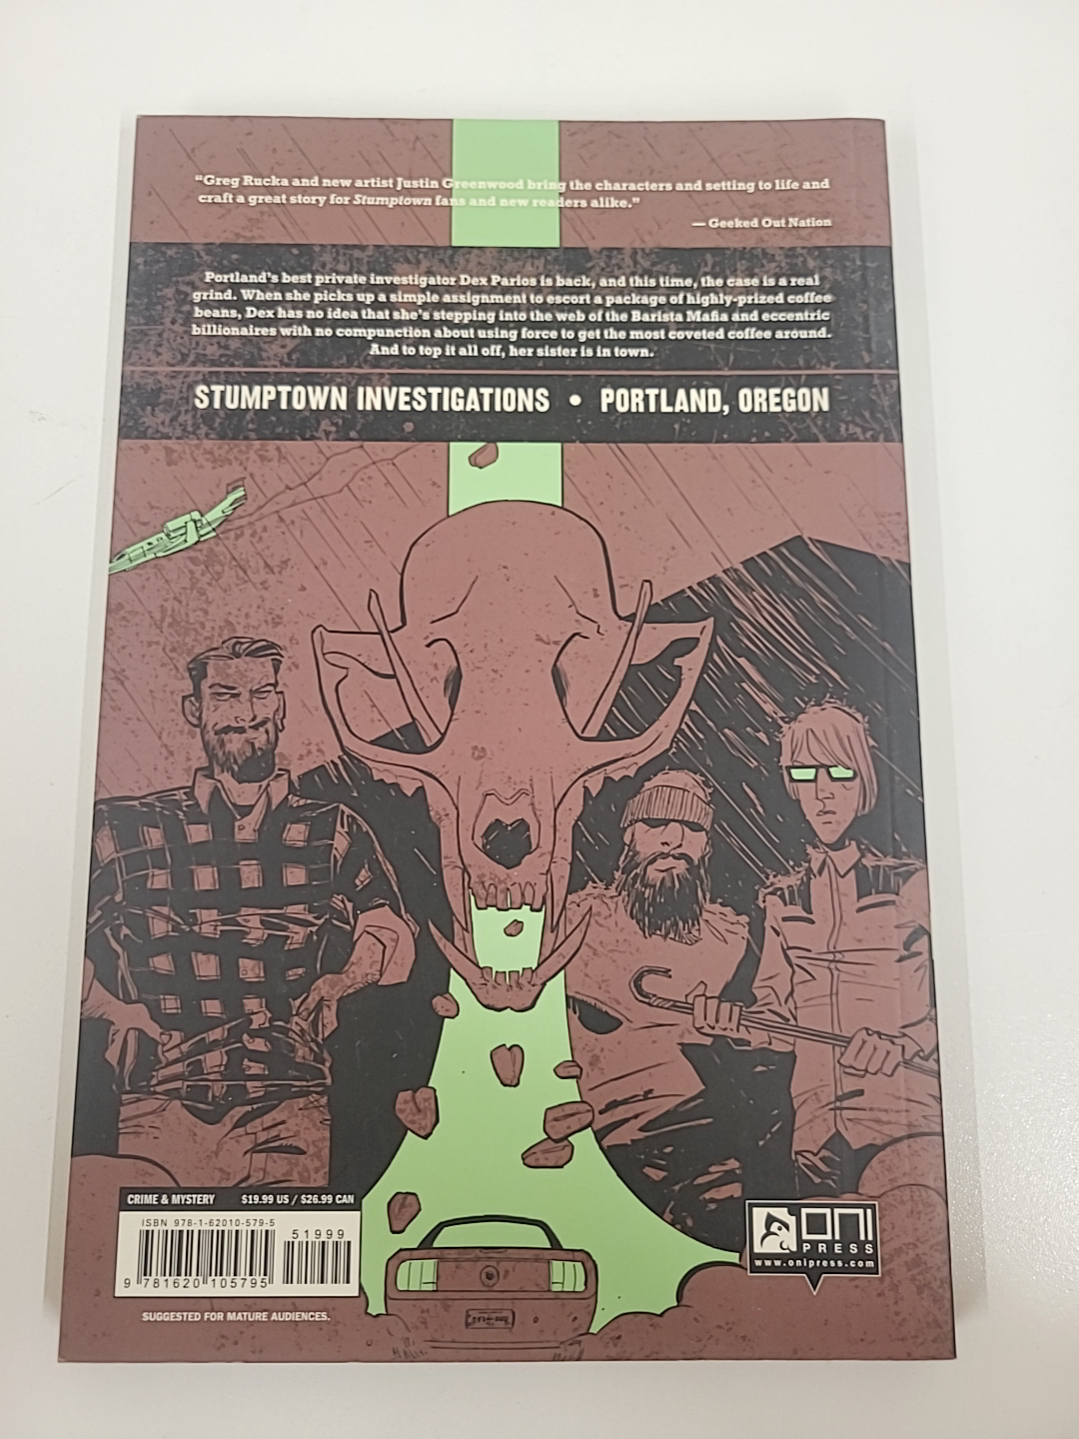 “Greg Rucka and new artist Justin Greenwood bring the characters and setting to life and
craft a great story for Stumptown fans and new readers alike.”
— Geeked Out Nation
Portland’s best private investigator Dex Parios is back, and this time, the case is a real
grind. When she picks up a simple assignment to escort a package of highly-prized coffee
beans, Dex has no idea that she’s stepping into the web of the Barista Mafia and eccentric
billionaires with no compunction about using force to get the most coveted coffee around.
And to top it all off, her sister is in town.
STUMPTOWN INVESTIGATIONS • PORTLAND, OREGON
CRIME & MYSTERY $19.99 US / $26.99 CAN
ISBN 978-1-62010-579-5
51999
9 781620 105795
SUGGESTED FOR MATURE AUDIENCES.
ONI
PRESS
www.onipress.com